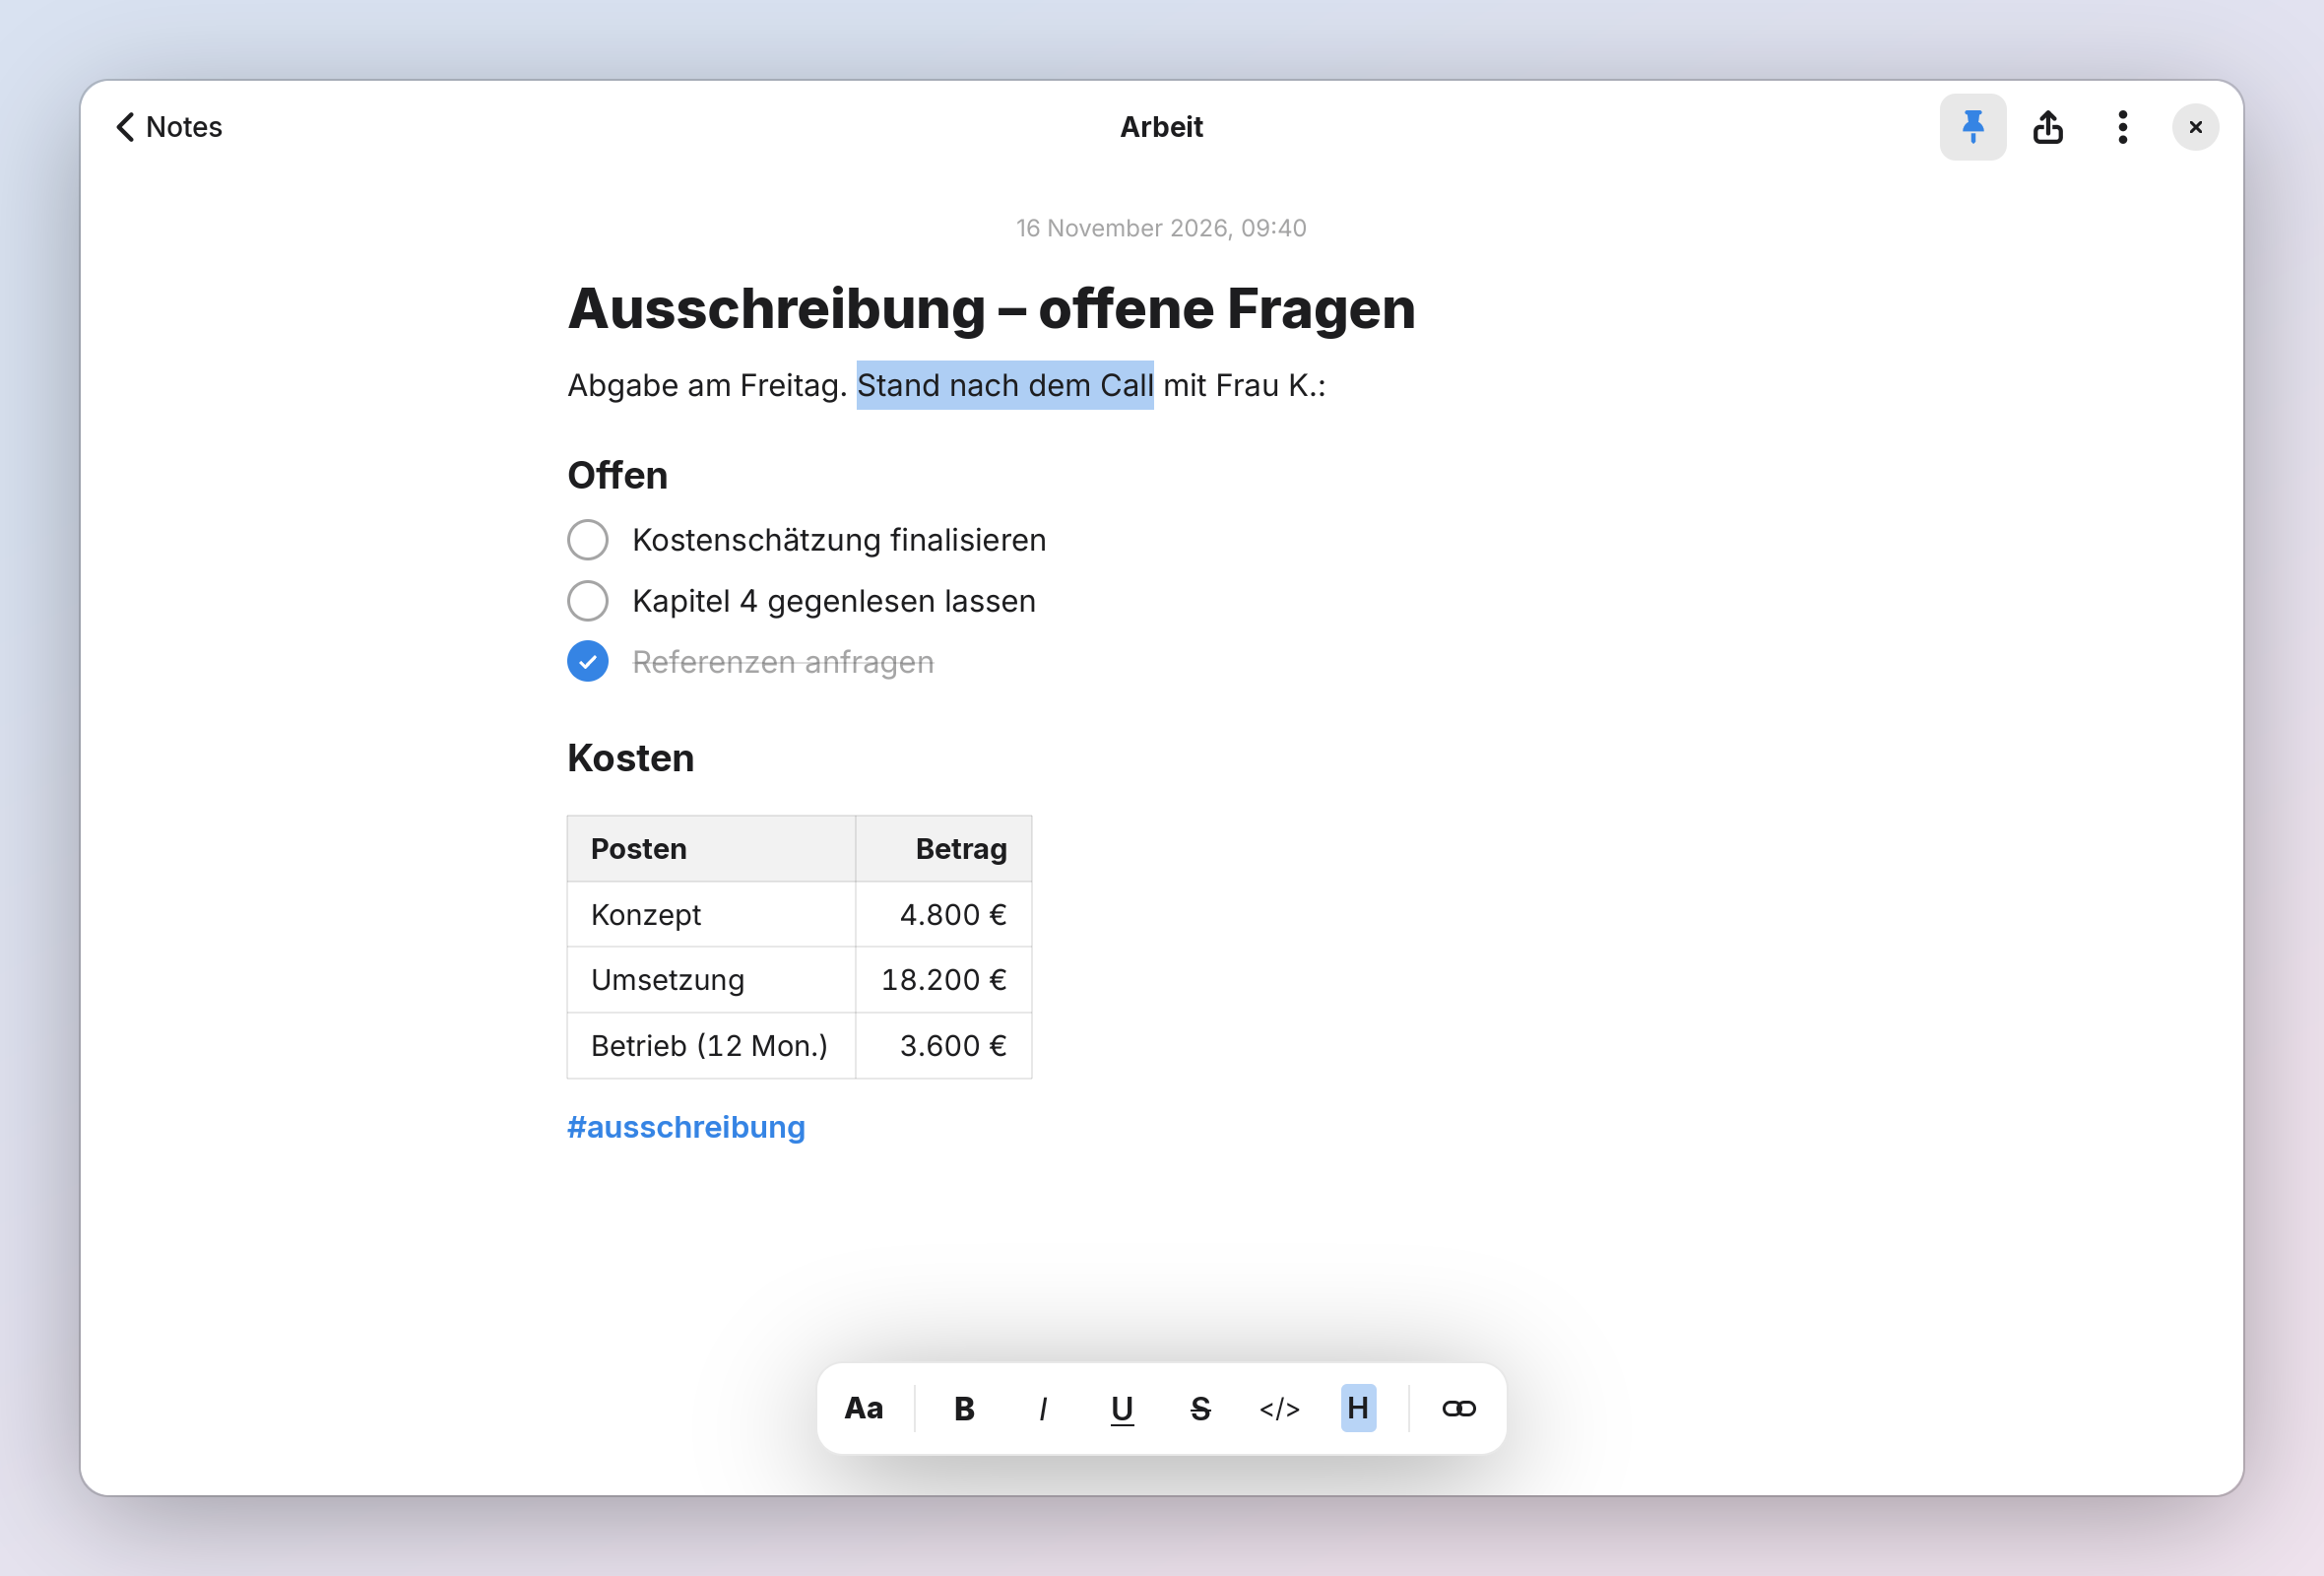 Notes
Arbeit
16 November 2026, 09:40
Ausschreibung – offene Fragen
Abgabe am Freitag. Stand nach dem Call mit Frau K.:
Offen
Kostenschätzung finalisieren
Kapitel 4 gegenlesen lassen
Referenzen anfragen
Kosten
Posten Betrag
Konzept 4.800 €
Umsetzung 18.200 €
Betrieb (12 Mon.) 3.600 €
#ausschreibung
Aa B I U S </> H